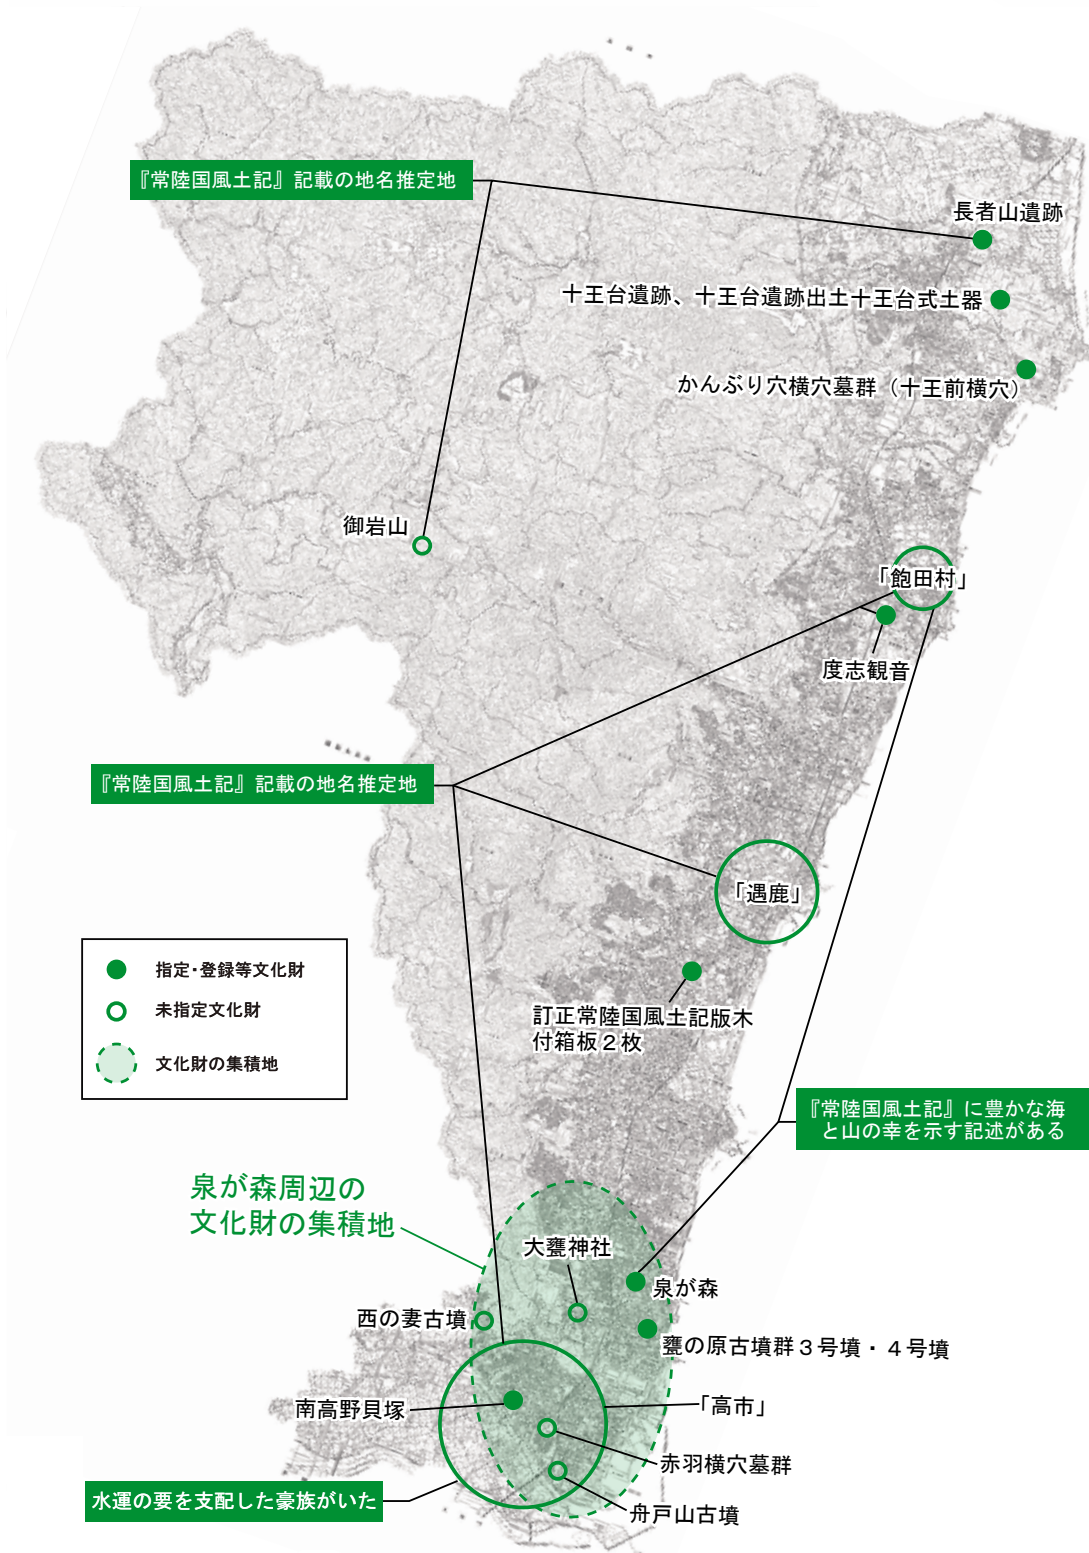 『常陸国風土記』記載の地名推定地
長者山遺跡
十王台遺跡、十王台遺跡出土十王台式土器
かんぶり穴横穴墓群（十王前横穴）
御岩山
「飽田村」
度志観音
『常陸国風土記』記載の地名推定地
「遇鹿」
指定・登録等文化財
未指定文化財
文化財の集積地
訂正常陸国風土記版木
付箱板２枚
『常陸国風土記』に豊かな海
と山の幸を示す記述がある
泉が森周辺の
文化財の集積地
大甕神社
泉が森
西の妻古墳
甕の原古墳群３号墳・４号墳
南高野貝塚
「高市」
赤羽横穴墓群
水運の要を支配した豪族がいた
舟戸山古墳